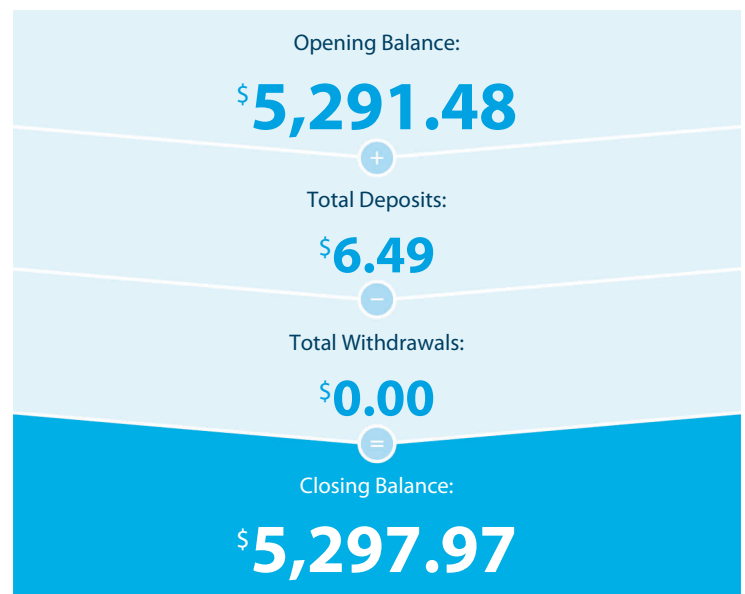 Opening Balance:
$5,291.48
+
Total Deposits:
$6.49
−
Total Withdrawals:
$0.00
=
Closing Balance:
$5,297.97